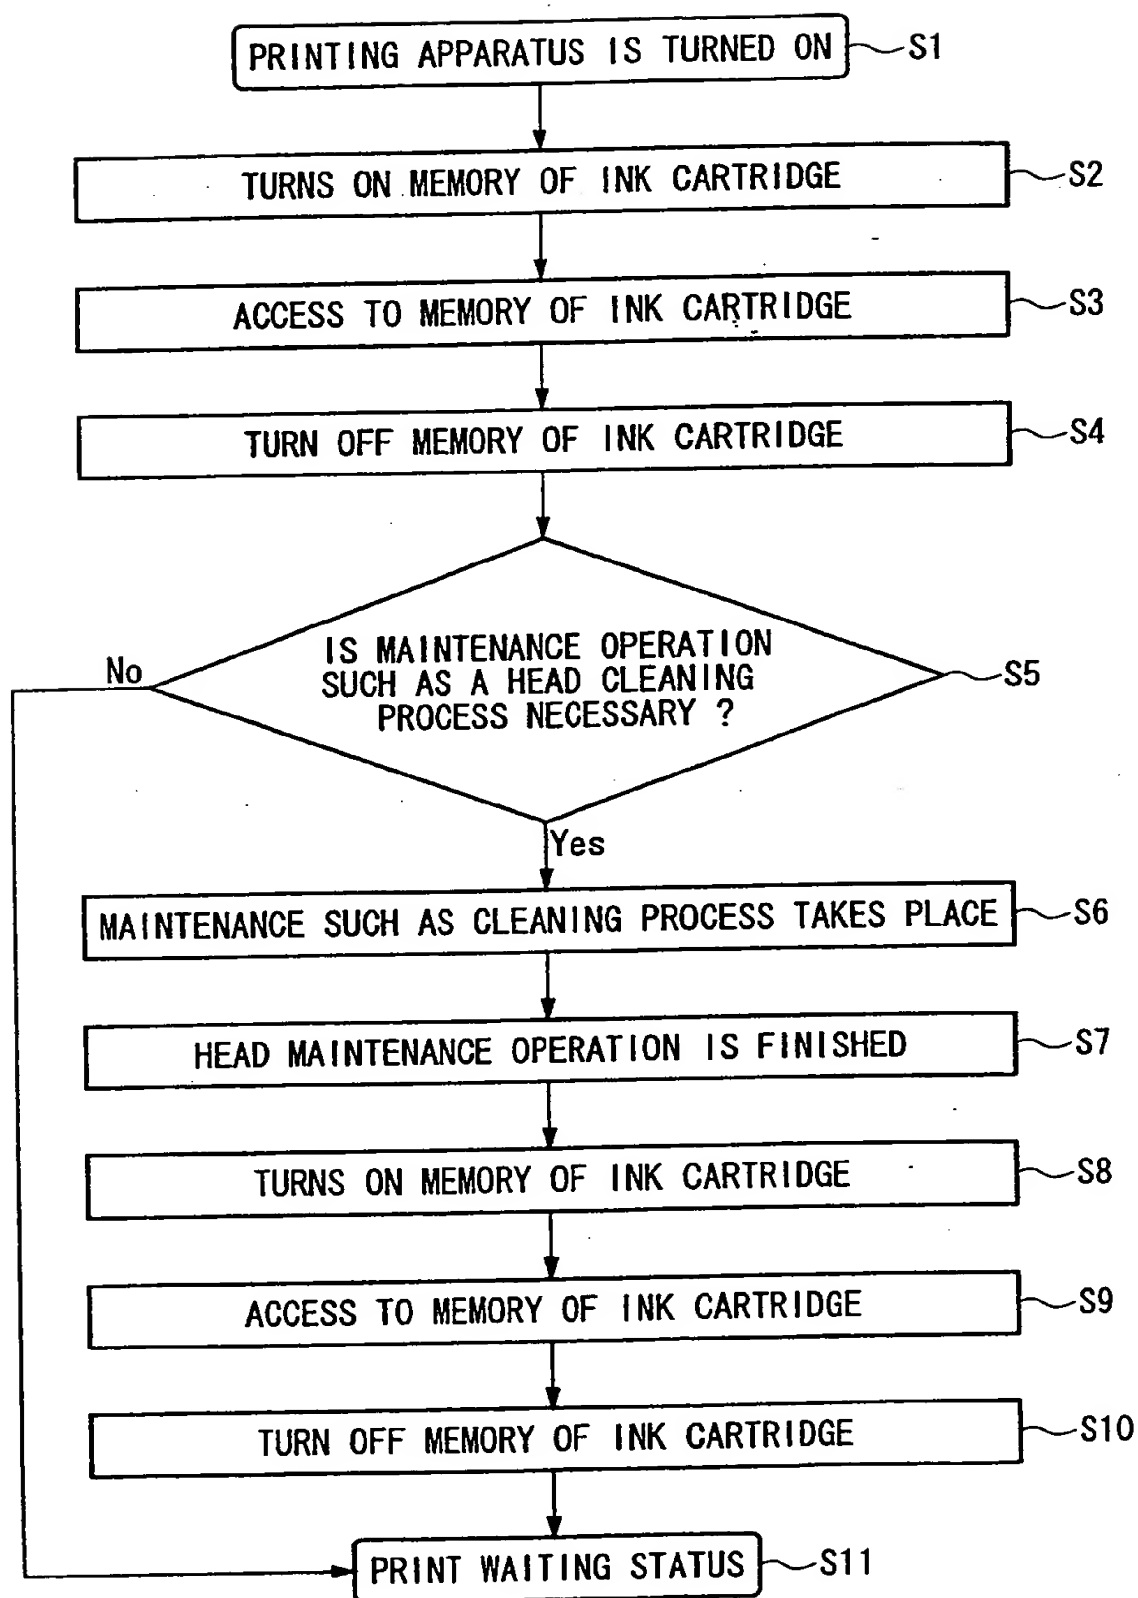 PRINTING APPARATUS IS TURNED ON S1
TURNS ON MEMORY OF INK CARTRIDGE S2
ACCESS TO MEMORY OF INK CARTRIDGE S3
TURN OFF MEMORY OF INK CARTRIDGE S4
IS MAINTENANCE OPERATION
SUCH AS A HEAD CLEANING
PROCESS NECESSARY ?
No
S5
Yes
MAINTENANCE SUCH AS CLEANING PROCESS TAKES PLACE S6
HEAD MAINTENANCE OPERATION IS FINISHED S7
TURNS ON MEMORY OF INK CARTRIDGE S8
ACCESS TO MEMORY OF INK CARTRIDGE S9
TURN OFF MEMORY OF INK CARTRIDGE S10
PRINT WAITING STATUS S11